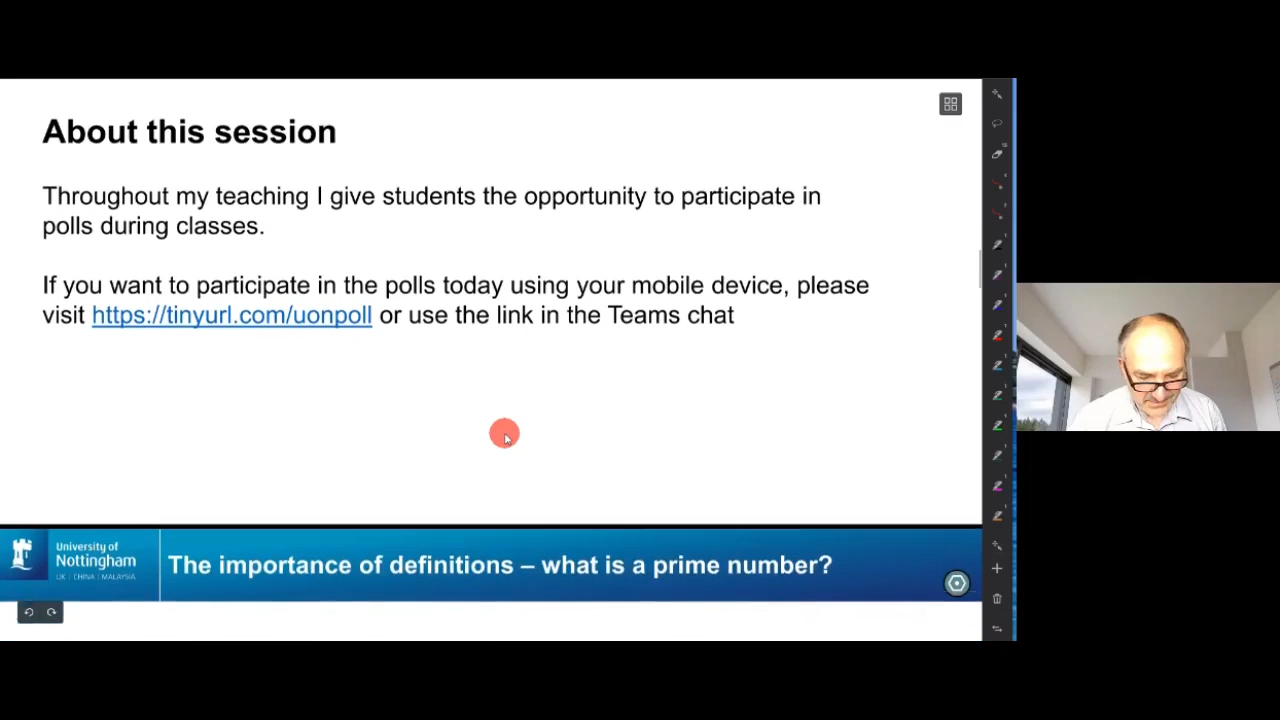 About this session
Throughout my teaching I give students the opportunity to participate in
polls during classes.
If you want to participate in the polls today using your mobile device, please
visit https://tinyurl.com/uonpoll or use the link in the Teams chat
University of
Nottingham
UK | CHINA | MALAYSIA
The importance of definitions – what is a prime number?